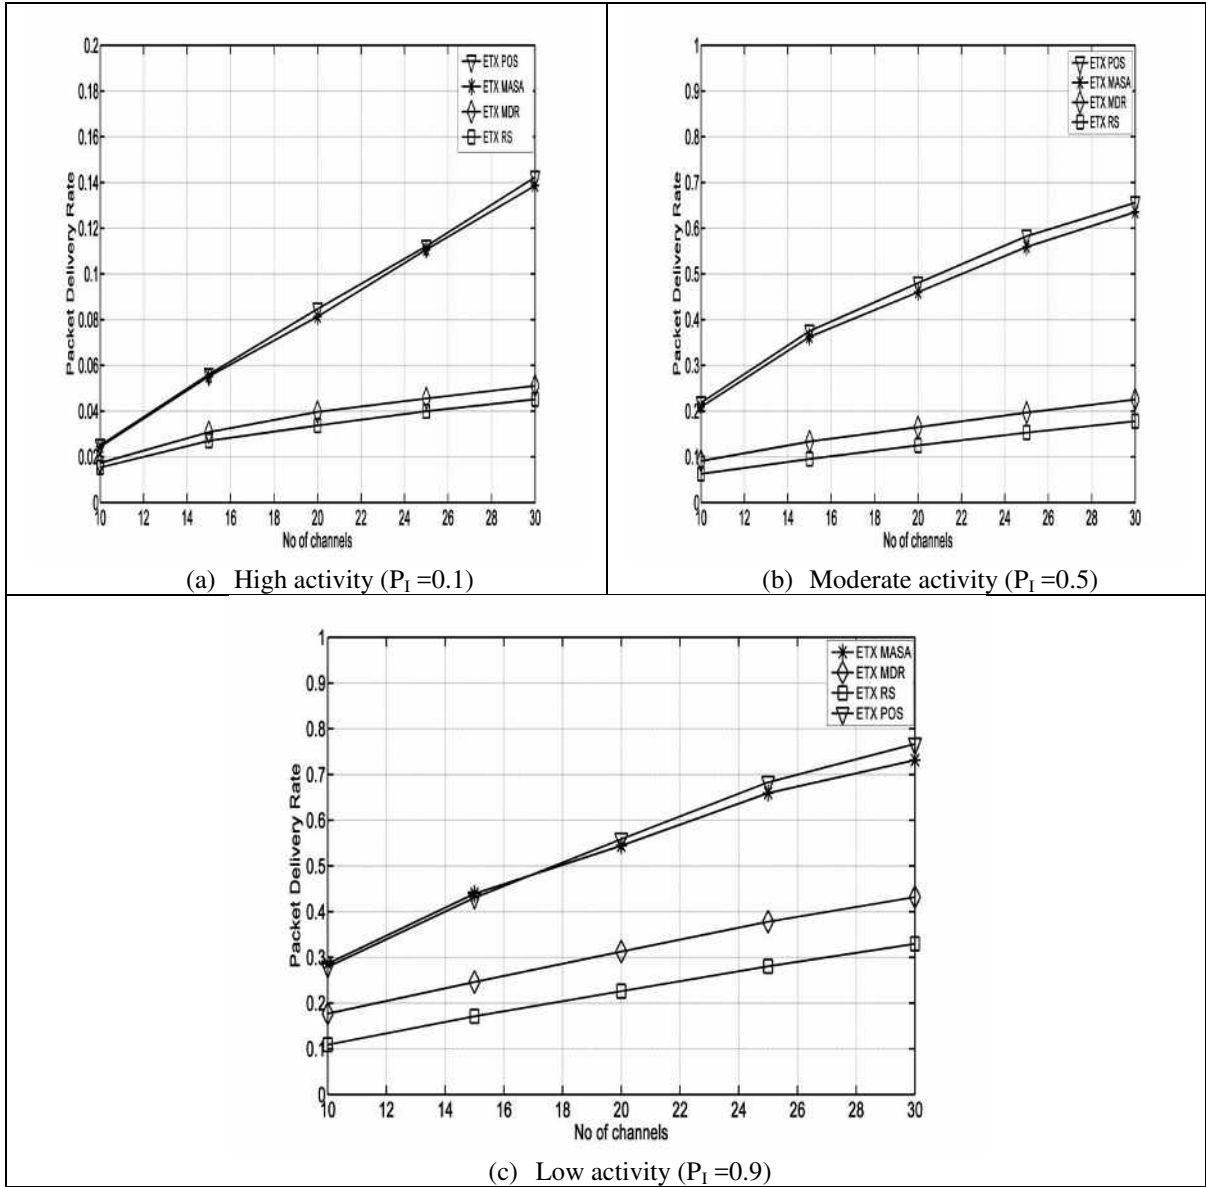 0.2
0.18
0.16
0.14
0.12
0.1
0.08
0.06
0.04
0.02
0
Packet Delivery Rate
ETX POS
ETX MASA
ETX MDR
ETX RS
10 12 14 16 18 20 22 24 26 28 30
No of channels
(a) High activity (P_I =0.1)
1
0.9
0.8
0.7
0.6
0.5
0.4
0.3
0.2
0.1
0
Packet Delivery Rate
ETX POS
ETX MASA
ETX MDR
ETX RS
10 12 14 16 18 20 22 24 26 28 30
No of channels
(b) Moderate activity (P_I =0.5)
1
0.9
0.8
0.7
0.6
0.5
0.4
0.3
0.2
0.1
0
Packet Delivery Rate
ETX MASA
ETX MDR
ETX RS
ETX POS
10 12 14 16 18 20 22 24 26 28 30
No of channels
(c) Low activity (P_I =0.9)